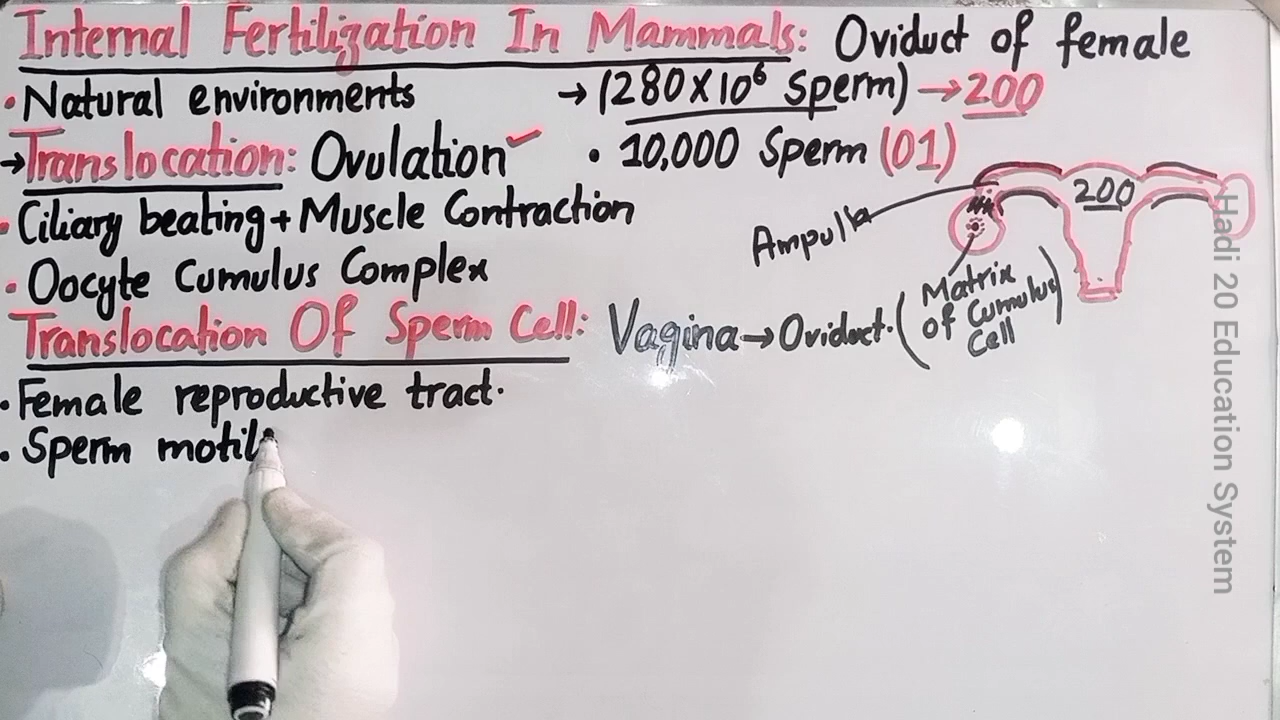 Internal Fertilization In Mammals: Oviduct of female
• Natural environments → (280X10⁶ Sperm) → 200
→ Translocation: Ovulation ✓ • 10,000 Sperm (01)
• Ciliary beating + Muscle Contraction
200
Ampulla
• Oocyte Cumulus Complex
(Matrix of Cumulus Cell)
Translocation Of Sperm Cell: Vagina → Oviduct.
• Female reproductive tract.
• Sperm motil
Hadi 20 Education System